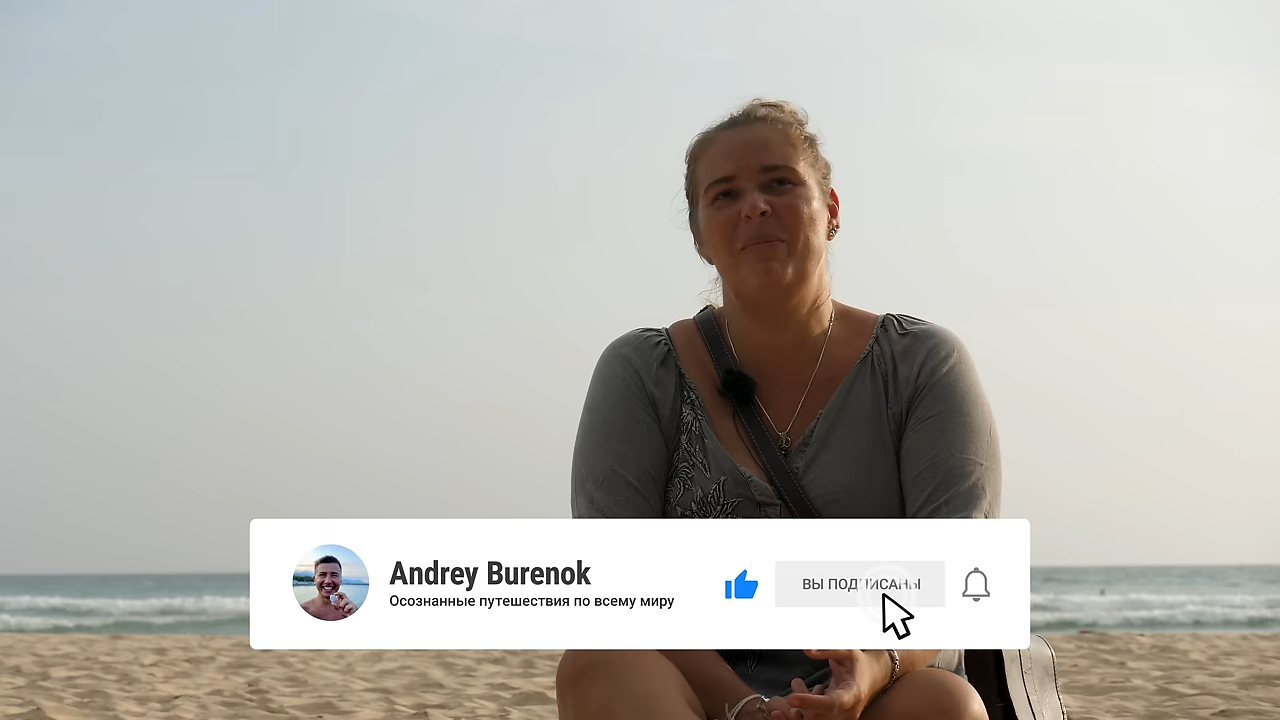 Andrey Burenok
Осознанные путешествия по всему миру
ВЫ ПОДПИСАНЫ